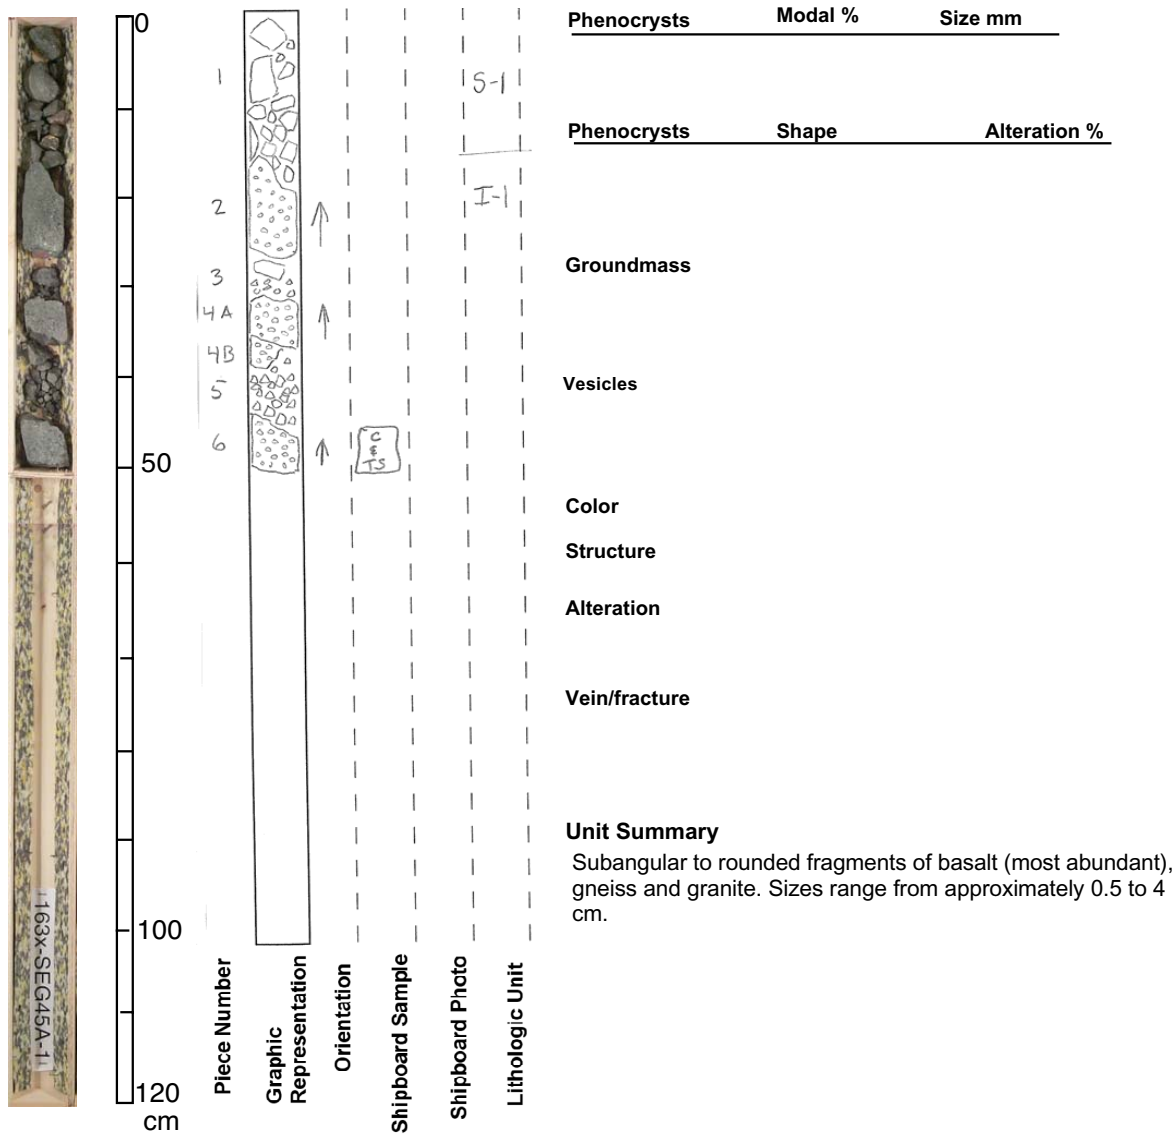 0
50
100
120
cm
1
2
3
4A
4B
5
6
C
&
TS
S-1
I-1
Piece Number
Graphic
Representation
Orientation
Shipboard Sample
Shipboard Photo
Lithologic Unit
Phenocrysts Modal % Size mm
Phenocrysts Shape Alteration %
Groundmass
Vesicles
Color
Structure
Alteration
Vein/fracture
Unit Summary
Subangular to rounded fragments of basalt (most abundant),
gneiss and granite. Sizes range from approximately 0.5 to 4
cm.
163x-SEG45A-1